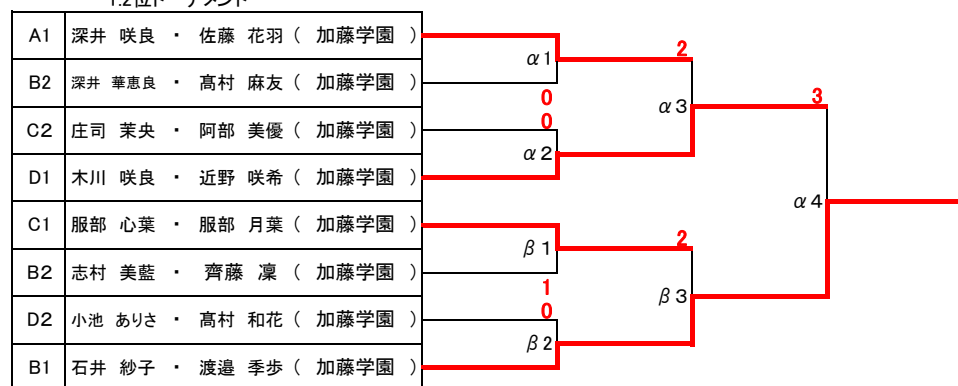 1.2位トーナメント
A1 深井 咲良 ・ 佐藤 花羽 ( 加藤学園 )
2
α1
B2 深井 華恵良 ・ 髙村 麻友 ( 加藤学園 )
0
α3
3
0
C2 庄司 茉央 ・ 阿部 美優 ( 加藤学園 )
α2
D1 木川 咲良 ・ 近野 咲希 ( 加藤学園 )
α4
C1 服部 心葉 ・ 服部 月葉 ( 加藤学園 )
2
β1
B2 志村 美藍 ・ 齊藤 凜 ( 加藤学園 )
1
β3
0
D2 小池 ありさ ・ 髙村 和花 ( 加藤学園 )
β2
B1 石井 紗子 ・ 渡邉 季歩 ( 加藤学園 )